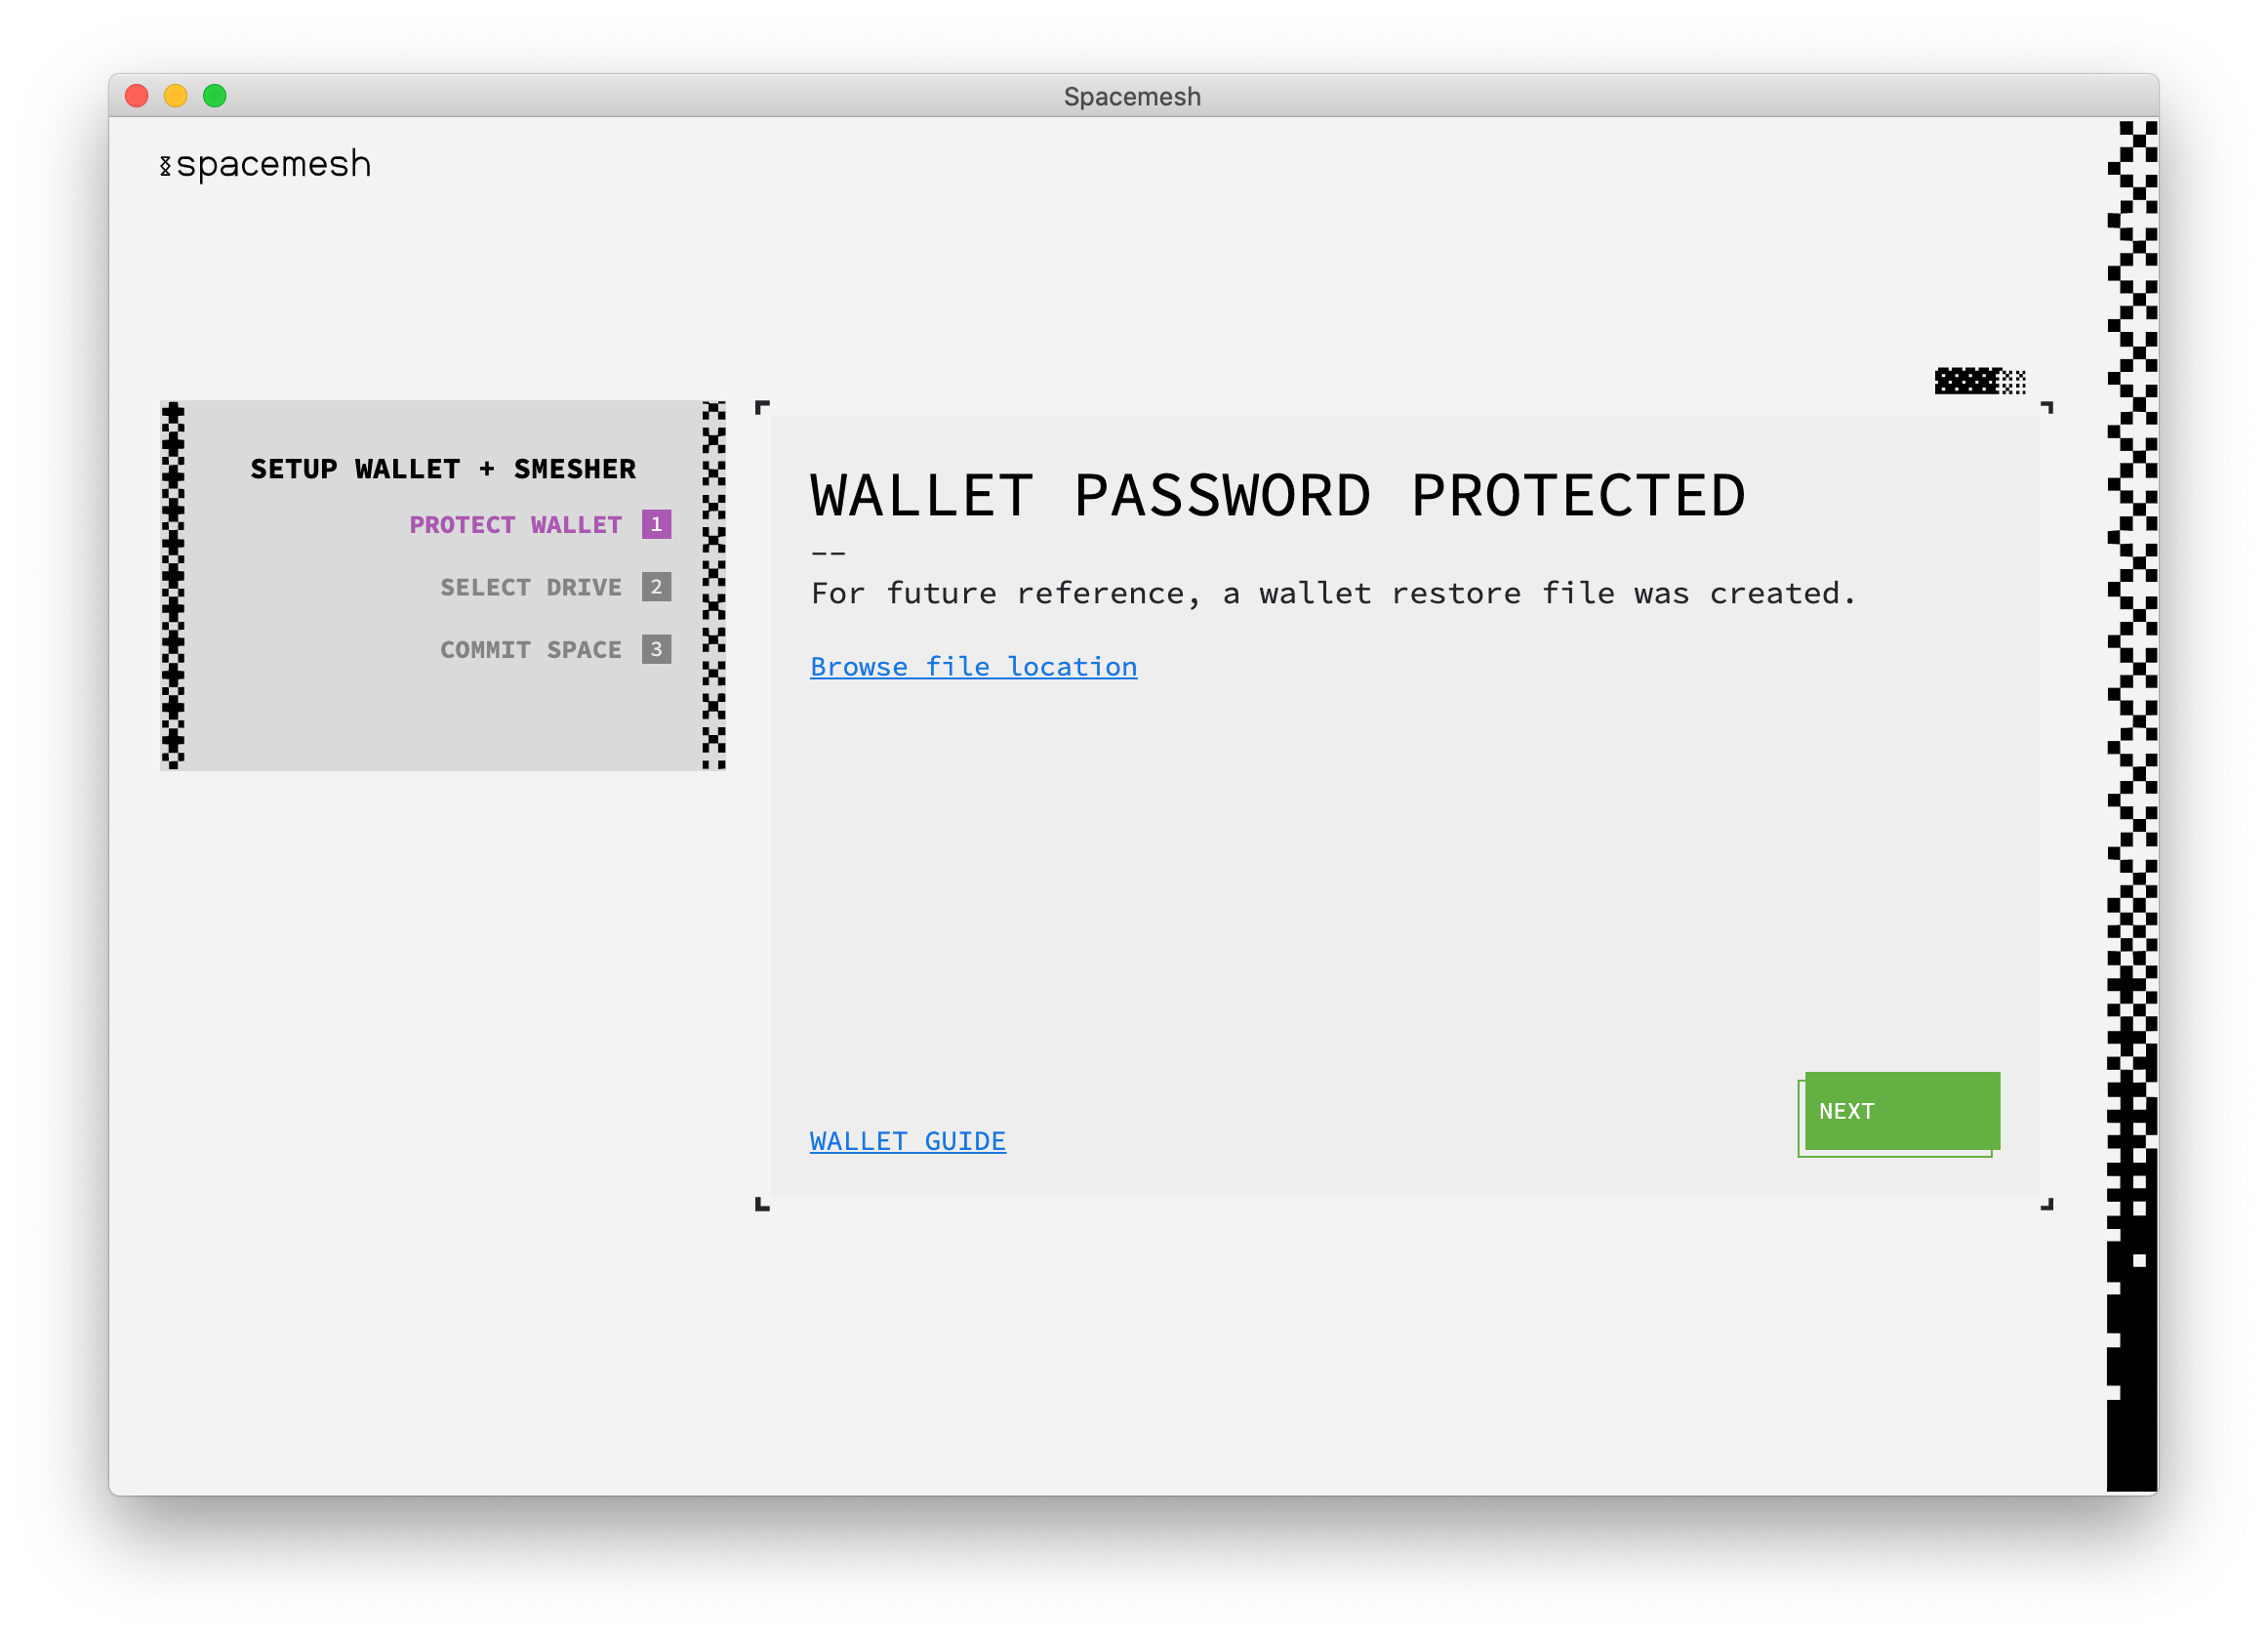 Spacemesh
spacemesh
SETUP WALLET + SMESHER
PROTECT WALLET 1
SELECT DRIVE 2
COMMIT SPACE 3
WALLET PASSWORD PROTECTED
--
For future reference, a wallet restore file was created.
Browse file location
WALLET GUIDE
NEXT